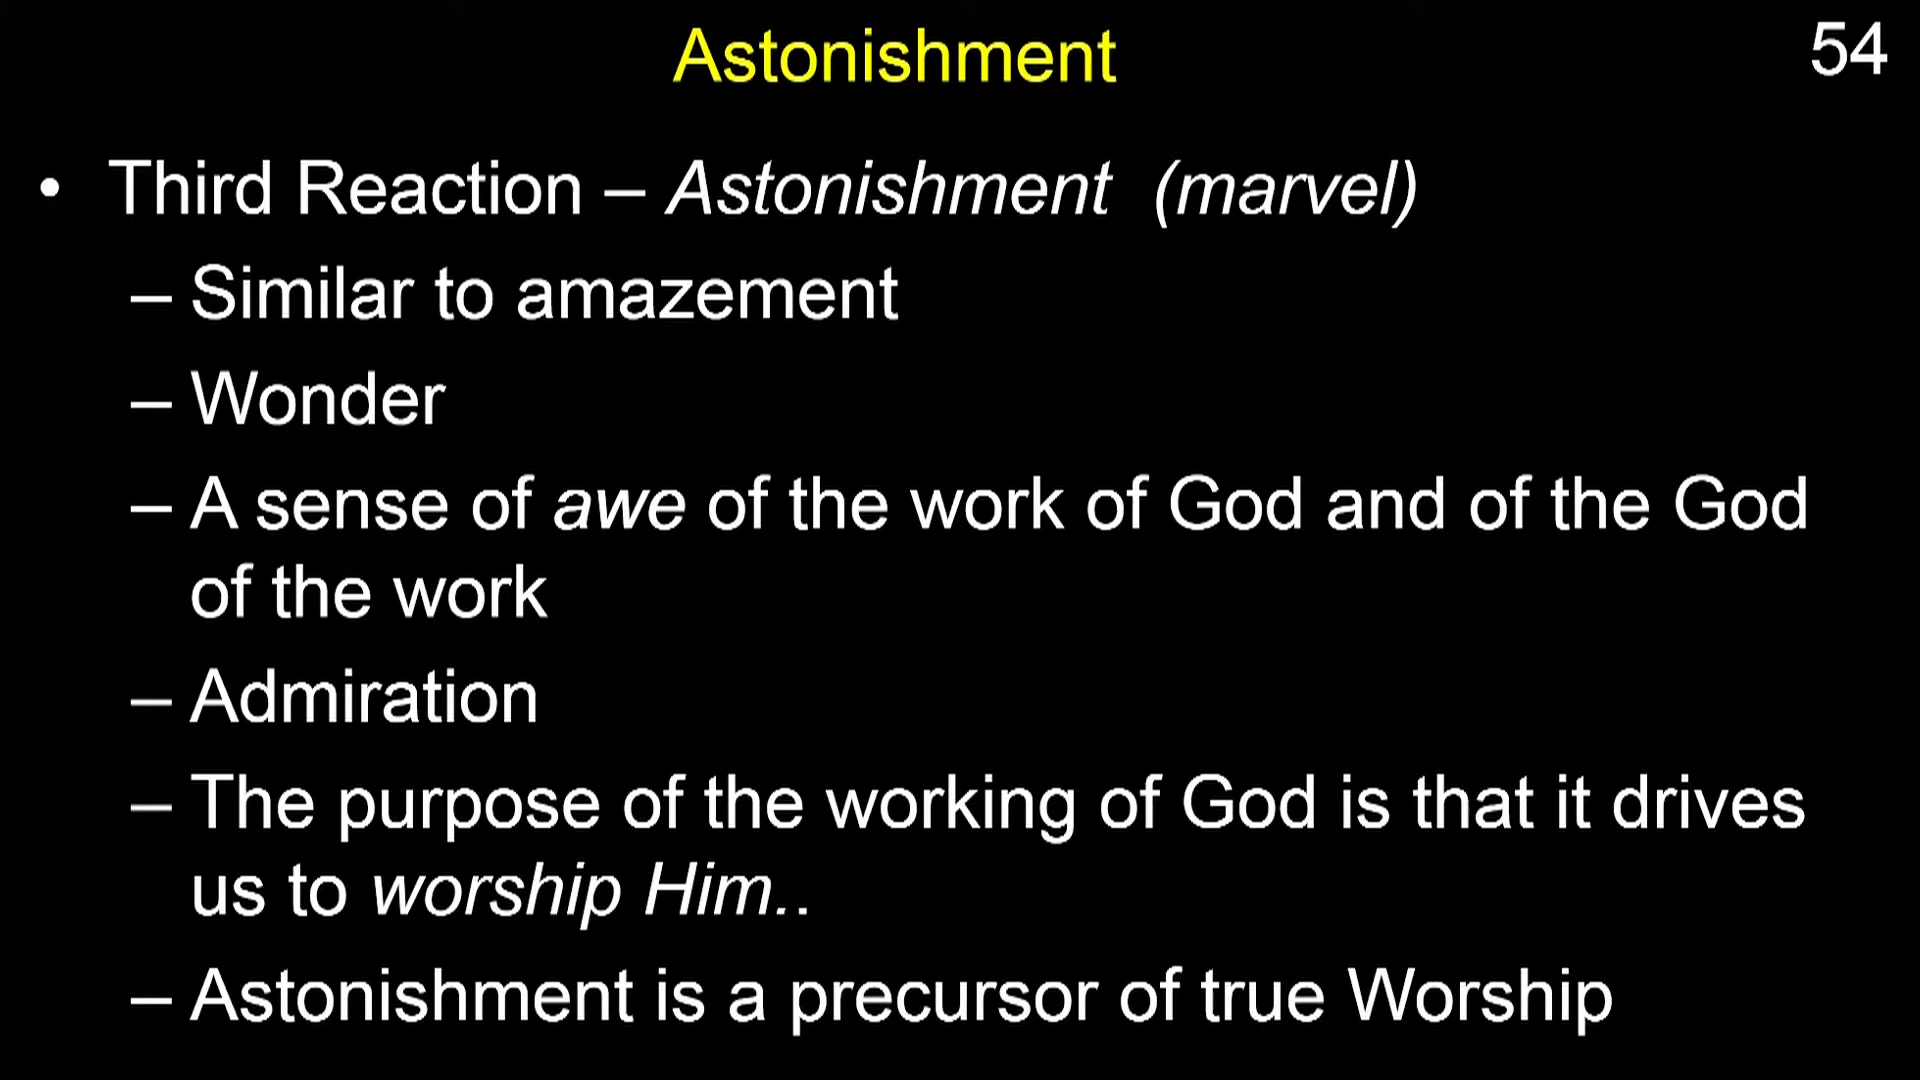 Astonishment
54
• Third Reaction – Astonishment (marvel)
– Similar to amazement
– Wonder
– A sense of awe of the work of God and of the God
of the work
– Admiration
– The purpose of the working of God is that it drives
us to worship Him..
– Astonishment is a precursor of true Worship